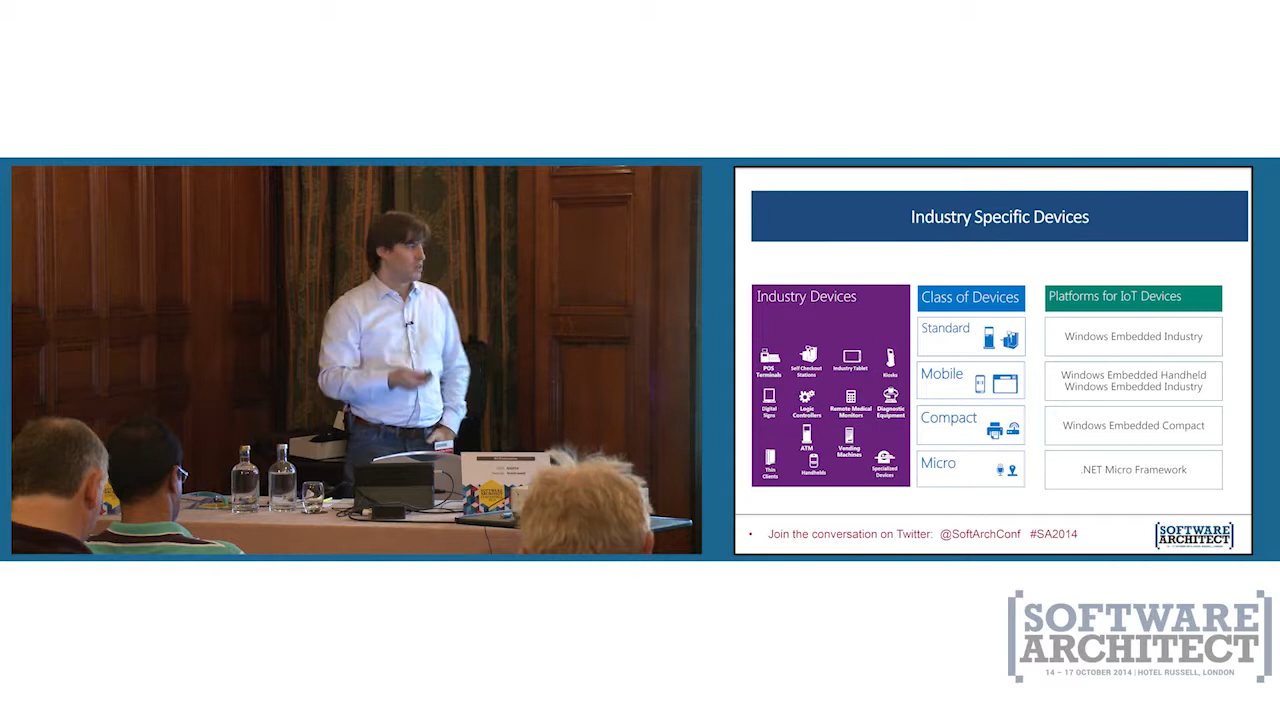 Industry Specific Devices
Industry Devices
POS
Terminals
Self Checkout
Stations
Industry Tablet
Kiosks
Digital
Signs
Logic
Controllers
Remote Medical
Monitors
Diagnostic
Equipment
ATM
Vending
Machines
Thin
Clients
Handhelds
Specialized
Devices
Class of Devices
Standard
Mobile
Compact
Micro
Platforms for IoT Devices
Windows Embedded Industry
Windows Embedded Handheld
Windows Embedded Industry
Windows Embedded Compact
.NET Micro Framework
• Join the conversation on Twitter: @SoftArchConf #SA2014
[SOFTWARE
ARCHITECT]
SOFTWARE
ARCHITECT
[SOFTWARE
ARCHITECT]
14 – 17 OCTOBER 2014 | HOTEL RUSSELL, LONDON